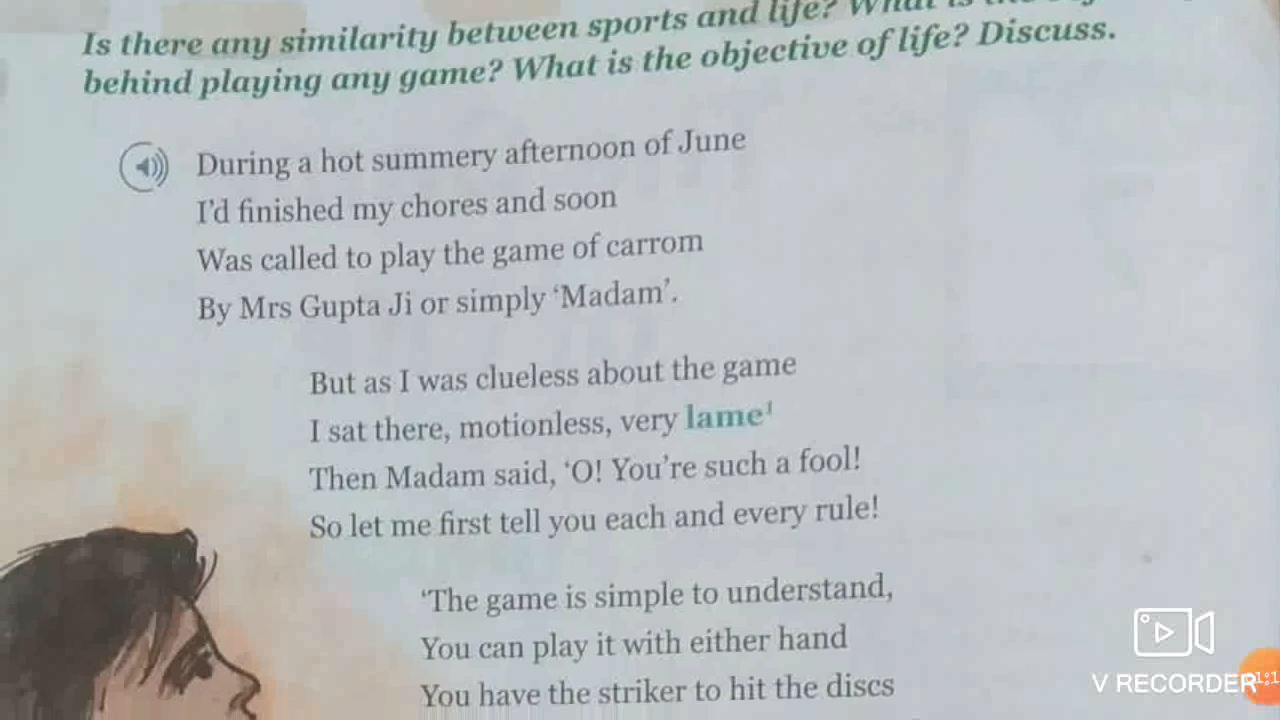 Is there any similarity between sports and life? What is the
behind playing any game? What is the objective of life? Discuss.
During a hot summery afternoon of June
I'd finished my chores and soon
Was called to play the game of carrom
By Mrs Gupta Ji or simply 'Madam'.
But as I was clueless about the game
I sat there, motionless, very lame¹
Then Madam said, 'O! You're such a fool!
So let me first tell you each and every rule!
'The game is simple to understand,
You can play it with either hand
You have the striker to hit the discs
V RECORDER